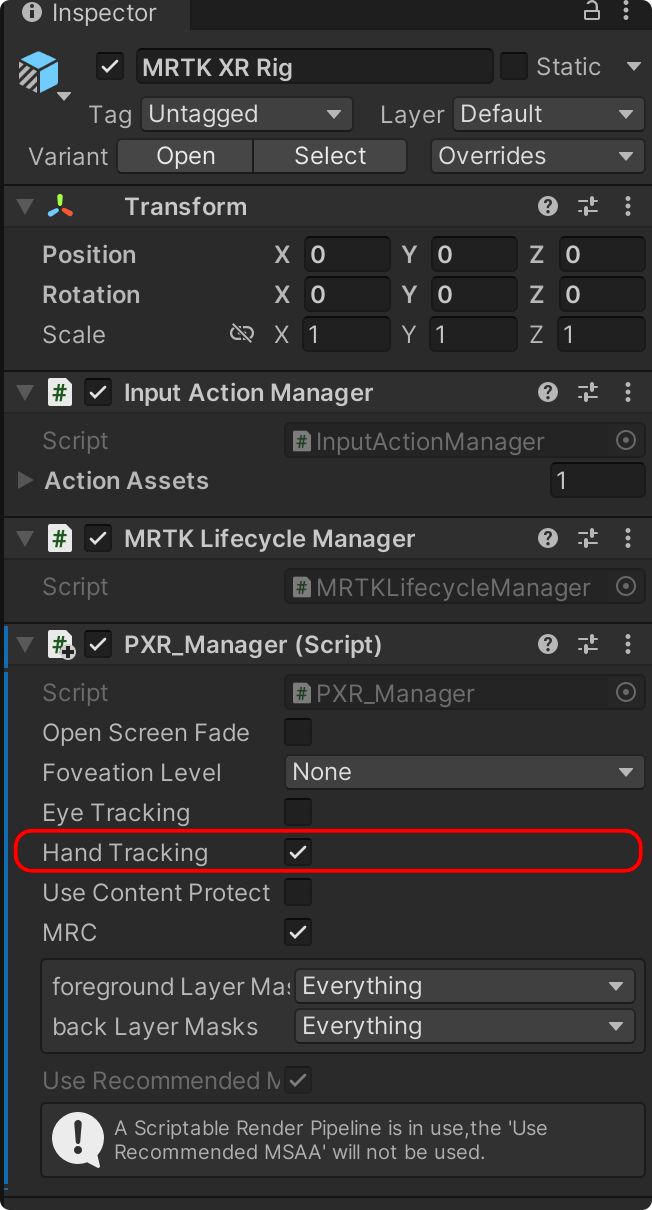 Inspector
MRTK XR Rig Static
Tag Untagged Layer Default
Variant Open Select Overrides
Transform
Position X 0 Y 0 Z 0
Rotation X 0 Y 0 Z 0
Scale X 1 Y 1 Z 1
# Input Action Manager
Script # InputActionManager
Action Assets 1
# MRTK Lifecycle Manager
Script # MRTKLifecycleManager
# PXR_Manager (Script)
Script # PXR_Manager
Open Screen Fade
Foveation Level None
Eye Tracking
Hand Tracking
Use Content Protect
MRC
foreground Layer Mas Everything
back Layer Masks Everything
Use Recommended M
A Scriptable Render Pipeline is in use,the 'Use
Recommended MSAA' will not be used.